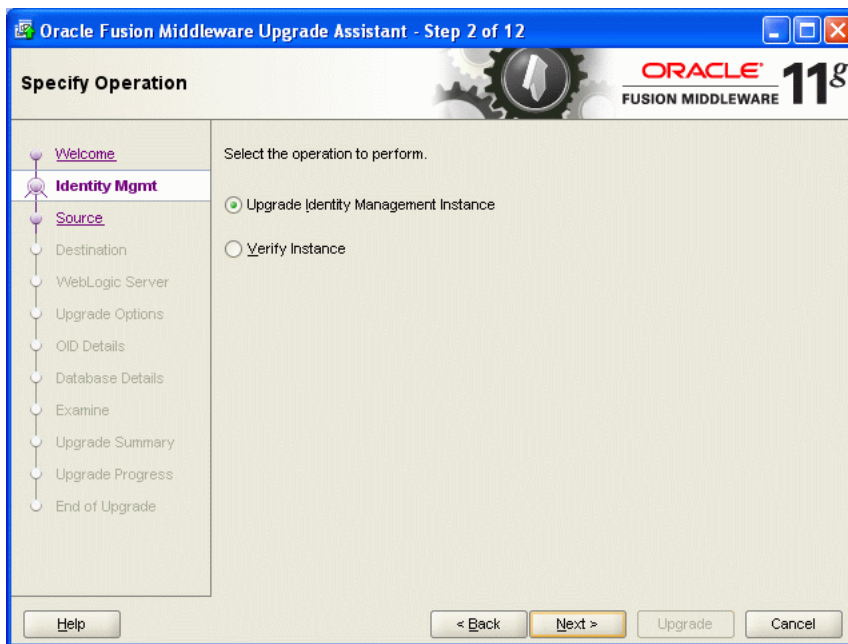 Oracle Fusion Middleware Upgrade Assistant - Step 2 of 12
Specify Operation
ORACLE
FUSION MIDDLEWARE 11g
Welcome
Identity Mgmt
Source
Destination
WebLogic Server
Upgrade Options
OID Details
Database Details
Examine
Upgrade Summary
Upgrade Progress
End of Upgrade
Select the operation to perform.
Upgrade Identity Management Instance
Verify Instance
Help
< Back
Next >
Upgrade
Cancel